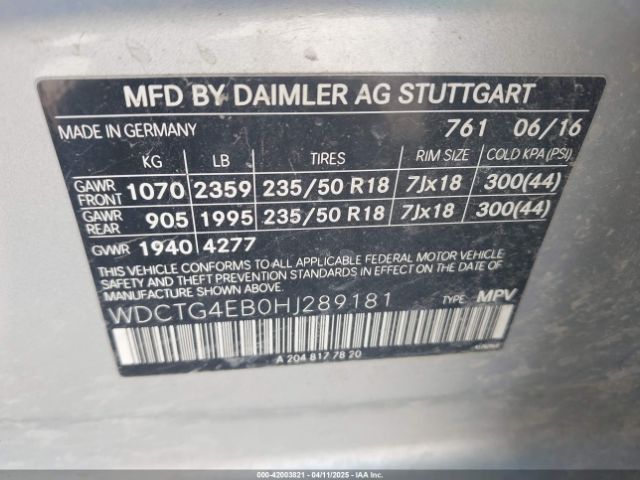 MFD BY DAIMLER AG STUTTGART
MADE IN GERMANY 761 06/16
KG LB TIRES RIM SIZE COLD KPA (PSI)
GAWR FRONT 1070 2359 235/50 R18 7Jx18 300(44)
GAWR REAR 905 1995 235/50 R18 7Jx18 300(44)
GVWR 1940 4277
THIS VEHICLE CONFORMS TO ALL APPLICABLE FEDERAL MOTOR VEHICLE
SAFETY AND THEFT PREVENTION STANDARDS IN EFFECT ON THE DATE OF
MANUFACTURE SHOWN ABOVE.
WDCTG4EB0HJ289181 TYPE: MPV
A 204 817 78 20
000-42003821 - 04/11/2025 - IAA Inc.